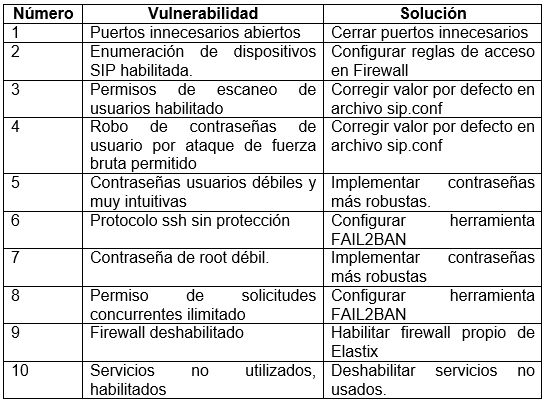 Número Vulnerabilidad Solución
1 Puertos innecesarios abiertos Cerrar puertos innecesarios
2 Enumeración de dispositivos Configurar reglas de acceso
SIP habilitada. en Firewall
3 Permisos de escaneo de Corregir valor por defecto en
usuarios habilitado archivo sip.conf
4 Robo de contraseñas de Corregir valor por defecto en
usuario por ataque de fuerza archivo sip.conf
bruta permitido
5 Contraseñas usuarios débiles y Implementar contraseñas
muy intuitivas más robustas.
6 Protocolo ssh sin protección Configurar herramienta
FAIL2BAN
7 Contraseña de root débil. Implementar contraseñas
más robustas
8 Permiso de solicitudes Configurar herramienta
concurrentes ilimitado FAIL2BAN
9 Firewall deshabilitado Habilitar firewall propio de
Elastix
10 Servicios no utilizados, Deshabilitar servicios no
habilitados usados.